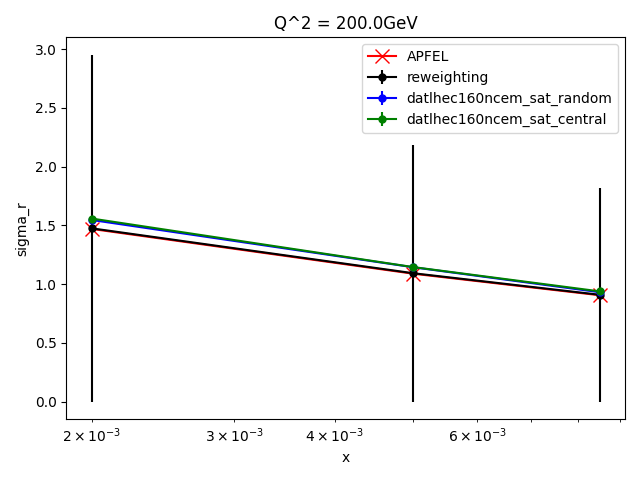 Q^2 = 200.0GeV
APFEL
reweighting
datlhec160ncem_sat_random
datlhec160ncem_sat_central
sigma_r
3.0
2.5
2.0
1.5
1.0
0.5
0.0
2 × 10⁻³
3 × 10⁻³
4 × 10⁻³
6 × 10⁻³
x